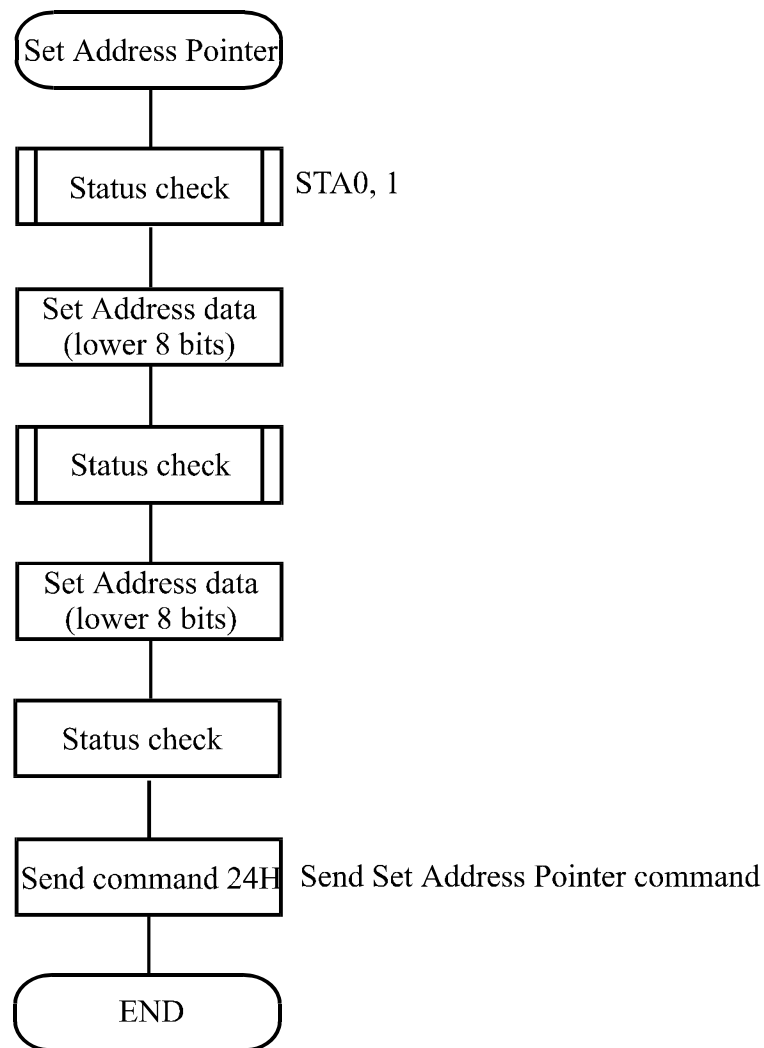 Set Address Pointer
Status check
STA0, 1
Set Address data
(lower 8 bits)
Status check
Set Address data
(lower 8 bits)
Status check
Send command 24H
Send Set Address Pointer command
END